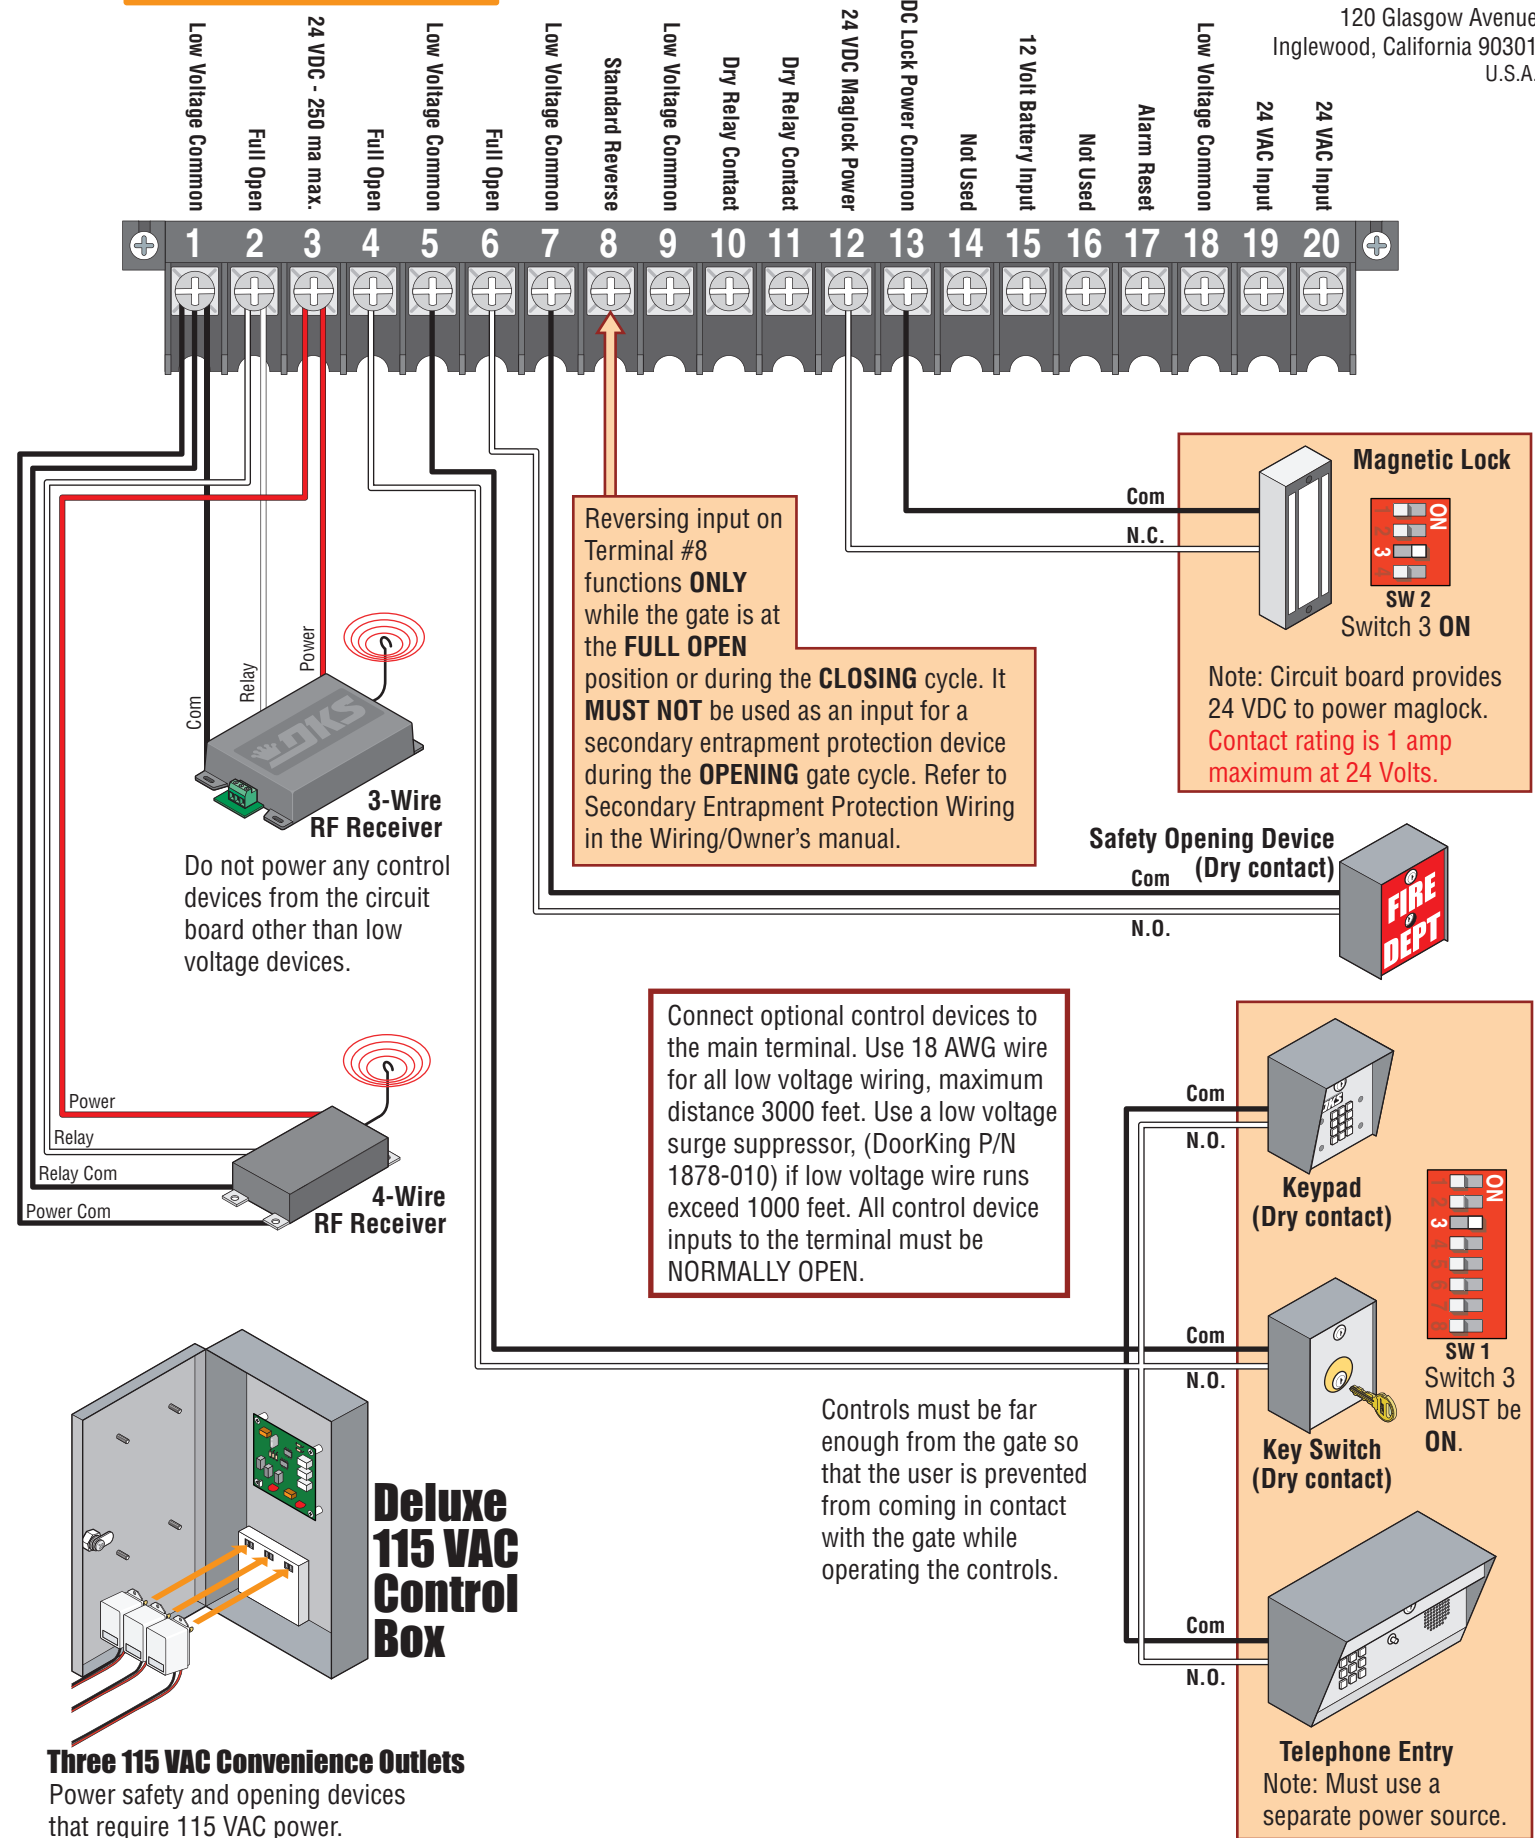 120 Glasgow Avenue
Inglewood, California 90301
U.S.A.
Low Voltage Common
Full Open
24 VDC - 250 ma max.
Full Open
Low Voltage Common
Full Open
Low Voltage Common
Standard Reverse
Low Voltage Common
Dry Relay Contact
Dry Relay Contact
24 VDC Maglock Power
DC Lock Power Common
Not Used
12 Volt Battery Input
Not Used
Alarm Reset
Low Voltage Common
24 VAC Input
24 VAC Input
1 2 3 4 5 6 7 8 9 10 11 12 13 14 15 16 17 18 19 20
Com
N.C.
Magnetic Lock
ON
1
2
3
4
SW 2
Switch 3 ON
Note: Circuit board provides
24 VDC to power maglock.
Contact rating is 1 amp
maximum at 24 Volts.
Reversing input on
Terminal #8
functions ONLY
while the gate is at
the FULL OPEN
position or during the CLOSING cycle. It
MUST NOT be used as an input for a
secondary entrapment protection device
during the OPENING gate cycle. Refer to
Secondary Entrapment Protection Wiring
in the Wiring/Owner's manual.
Com
Relay
Power
DKS
3-Wire
RF Receiver
Do not power any control
devices from the circuit
board other than low
voltage devices.
Safety Opening Device
(Dry contact)
Com
N.O.
FIRE
DEPT
Connect optional control devices to
the main terminal. Use 18 AWG wire
for all low voltage wiring, maximum
distance 3000 feet. Use a low voltage
surge suppressor, (DoorKing P/N
1878-010) if low voltage wire runs
exceed 1000 feet. All control device
inputs to the terminal must be
NORMALLY OPEN.
Power
Relay
Relay Com
Power Com
4-Wire
RF Receiver
Com
N.O.
DKS
Keypad
(Dry contact)
ON
1
2
3
4
5
6
7
8
SW 1
Switch 3
MUST be
ON.
Com
N.O.
Key Switch
(Dry contact)
Controls must be far
enough from the gate so
that the user is prevented
from coming in contact
with the gate while
operating the controls.
Com
N.O.
Telephone Entry
Note: Must use a
separate power source.
Deluxe
115 VAC
Control
Box
Three 115 VAC Convenience Outlets
Power safety and opening devices
that require 115 VAC power.